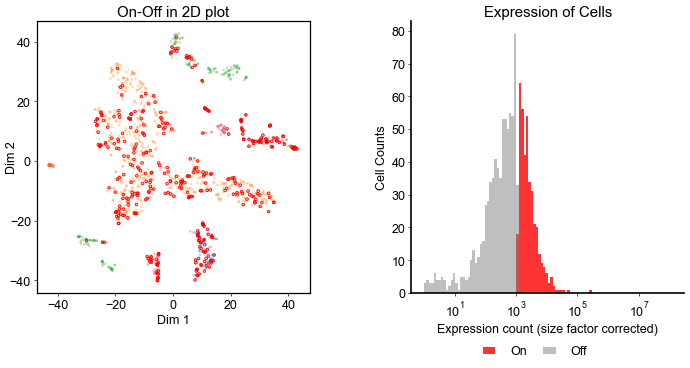 On-Off in 2D plot
40
20
0
−20
−40
Dim 2
−40 −20 0 20 40
Dim 1
Expression of Cells
80
70
60
50
40
30
20
10
0
Cell Counts
10^1 10^3 10^5 10^7
Expression count (size factor corrected)
On Off